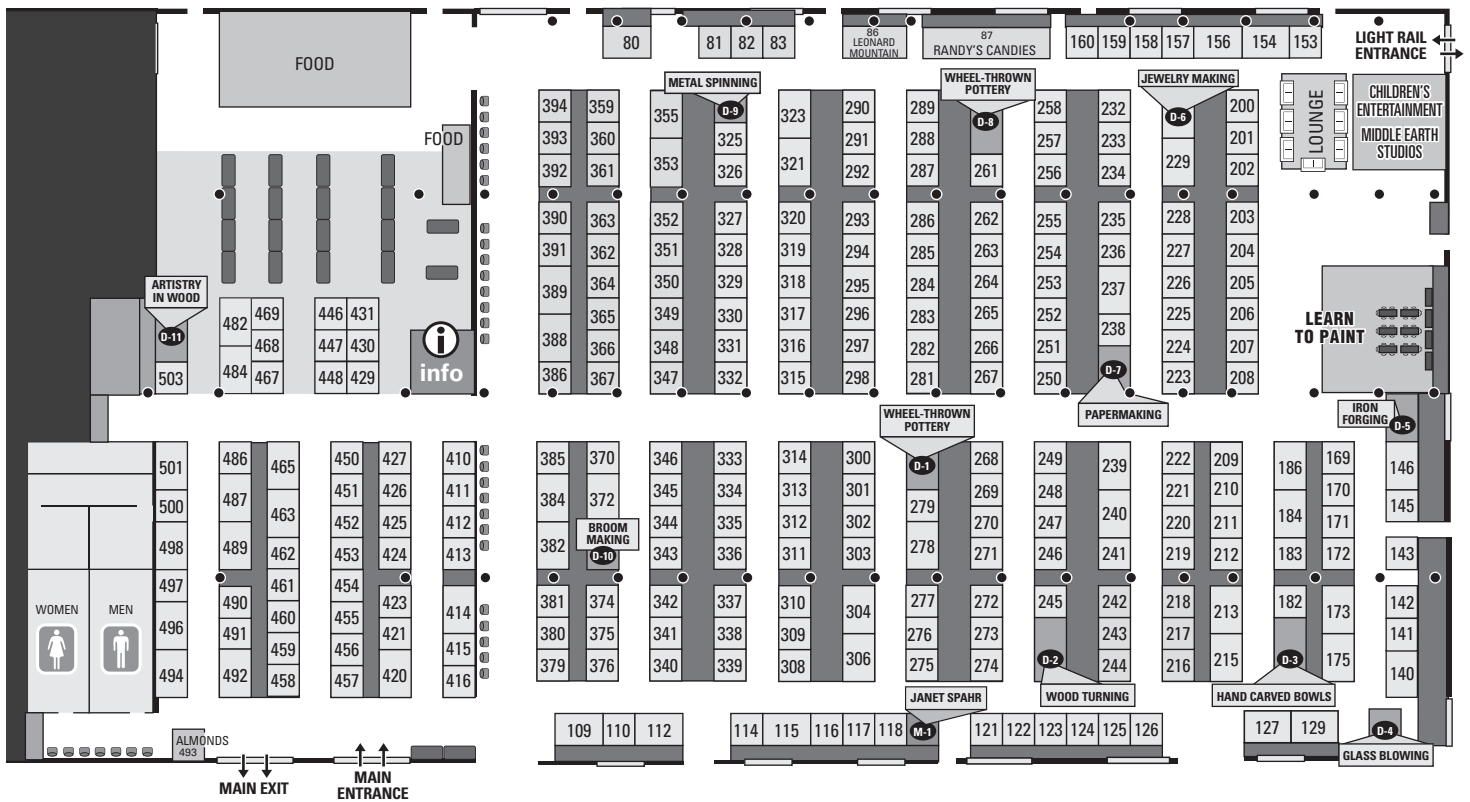 80
81 82 83
86
LEONARD
MOUNTAIN
87
RANDY'S CANDIES
160 159 158 157 156 154 153
LIGHT RAIL
ENTRANCE
FOOD
FOOD
METAL SPINNING
D-9
WHEEL-THROWN
POTTERY
D-8
JEWELRY MAKING
D-6
LOUNGE
CHILDREN'S
ENTERTAINMENT
MIDDLE EARTH
STUDIOS
394 359
393 360
392 361
390 363
391 362
389 364
365
388 366
386 367
355 325
353 326
352 327
351 328
350 329
349 330
348 331
347 332
323 290
291
321 292
320 293
319 294
318 295
317 296
316 297
315 298
289
288
287 261
286 262
285 263
284 264
283 265
282 266
281 267
258 232
257 233
256 234
255 235
254 236
253 237
252
251 238
250
D-7
PAPERMAKING
200
201
229 202
228 203
227 204
226 205
225 206
224 207
223 208
LEARN
TO PAINT
ARTISTRY
IN WOOD
D-11
503
482 469
468
484 467
446 431
447 430
448 429
info
IRON
FORGING
D-5
WHEEL-THROWN
POTTERY
D-1
501
500
498
497
496
494
486 465
487 463
489 462
461
490 460
491 459
492 458
450 427
451 426
452 425
453 424
454
455 423
456 421
457 420
410
411
412
413
414
415
416
385 370
384 372
382
BROOM
MAKING
D-10
381 374
380 375
379 376
346 333
345 334
344 335
343 336
342 337
341 338
340 339
314 300
313 301
312 302
311 303
310 304
309
308 306
268
279 269
270
278 271
277 272
276 273
275 274
249 239
248
247 240
246 241
245 242
243
244
D-2
WOOD TURNING
222 209
221 210
220 211
219 212
218 213
217
216 215
186 169
170
184 171
183 172
182 173
175
D-3
HAND CARVED BOWLS
146
145
143
142
141
140
WOMEN
MEN
JANET SPAHR
M-1
109 110 112
114 115 116 117 118
121 122 123 124 125 126
127 129
D-4
GLASS BLOWING
ALMONDS
493
MAIN EXIT
MAIN
ENTRANCE